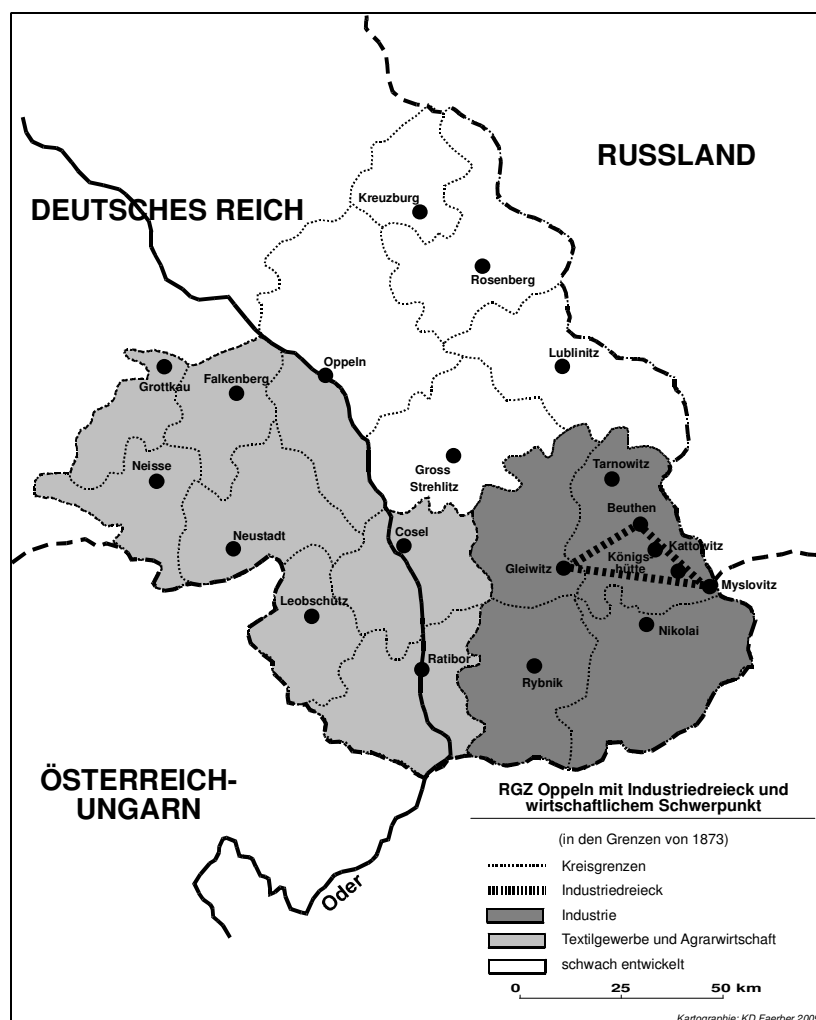 RUSSLAND
DEUTSCHES REICH
Kreuzburg
Rosenberg
Lublinitz
Oppeln
Grottkau
Falkenberg
Gross
Strehlitz
Tarnowitz
Neisse
Beuthen
Neustadt
Cosel
Kattowitz
Königs-
hütte
Gleiwitz
Myslovitz
Leobschütz
Nikolai
Ratibor
Rybnik
ÖSTERREICH-
UNGARN
Oder
RGZ Oppeln mit Industriedreieck und
wirtschaftlichem Schwerpunkt
(in den Grenzen von 1873)
Kreisgrenzen
Industriedreieck
Industrie
Textilgewerbe und Agrarwirtschaft
schwach entwickelt
0 25 50 km
Kartographie: KD Faerber 2009